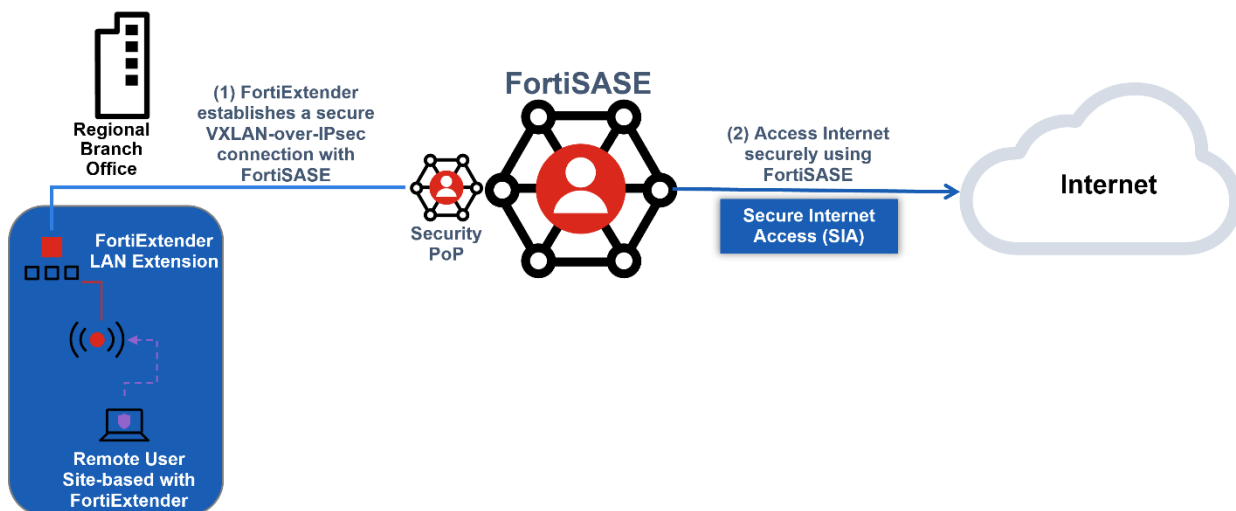 Regional
Branch
Office
(1) FortiExtender
establishes a secure
VXLAN-over-IPsec
connection with
FortiSASE
FortiSASE
Security
PoP
(2) Access Internet
securely using
FortiSASE
Secure Internet
Access (SIA)
Internet
FortiExtender
LAN Extension
Remote User
Site-based with
FortiExtender